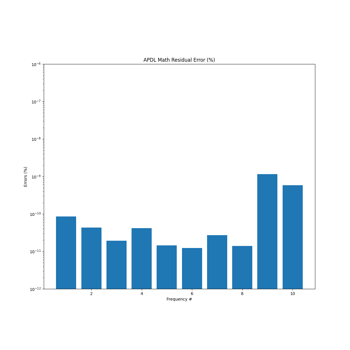 APDL Math Residual Error (%)
10⁻⁶
10⁻⁷
10⁻⁸
10⁻⁹
10⁻¹⁰
10⁻¹¹
10⁻¹²
Errors (%)
2 4 6 8 10
Frequency #